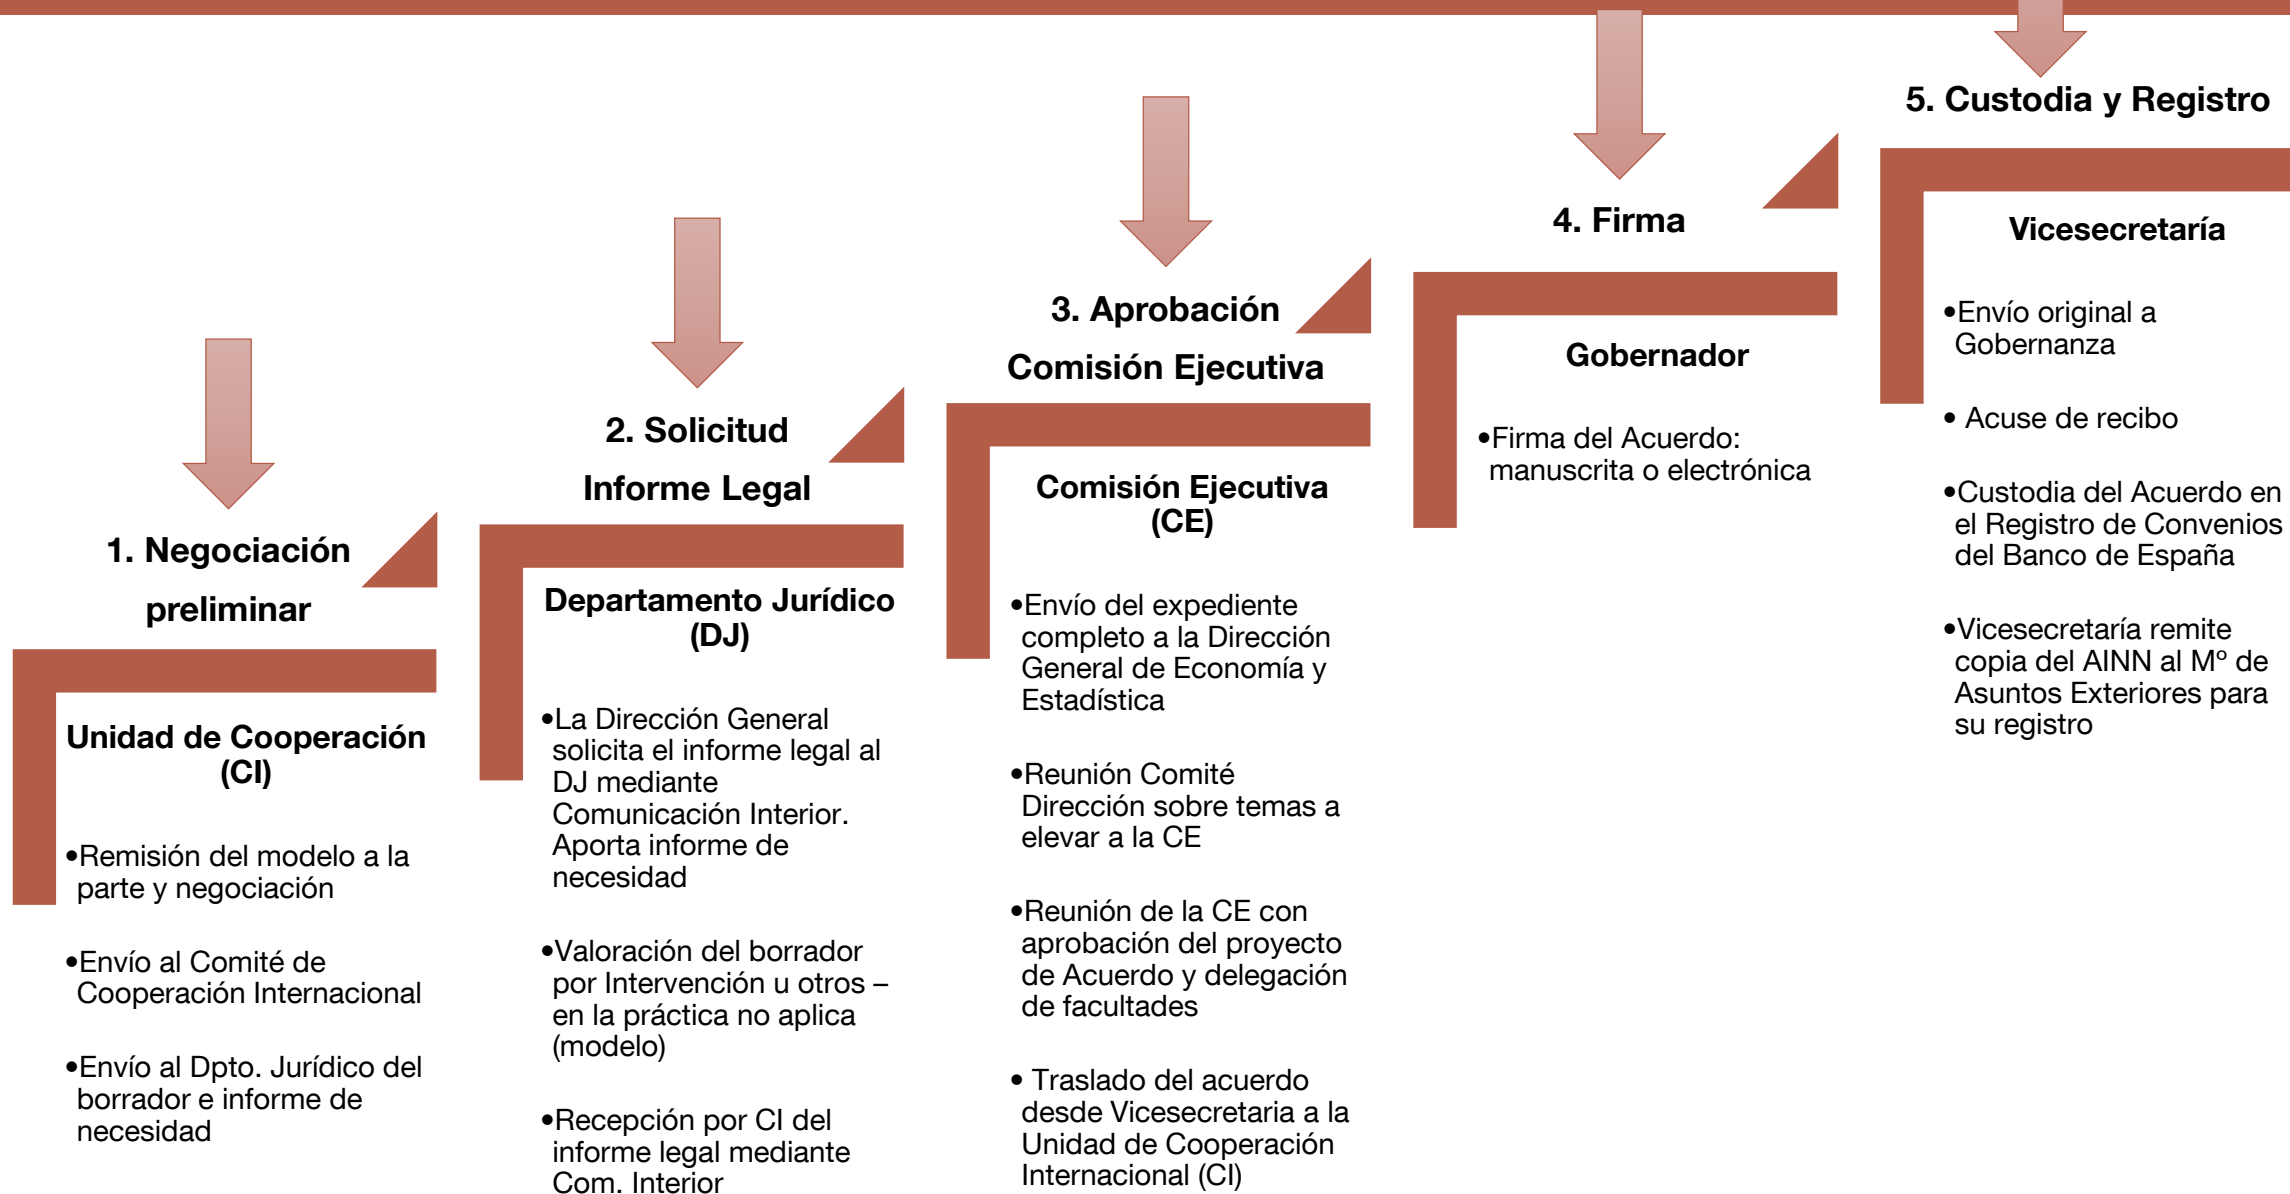 1. Negociación
preliminar
Unidad de Cooperación
(CI)
•Remisión del modelo a la
parte y negociación
•Envío al Comité de
Cooperación Internacional
•Envío al Dpto. Jurídico del
borrador e informe de
necesidad
2. Solicitud
Informe Legal
Departamento Jurídico
(DJ)
•La Dirección General
solicita el informe legal al
DJ mediante
Comunicación Interior.
Aporta informe de
necesidad
•Valoración del borrador
por Intervención u otros –
en la práctica no aplica
(modelo)
•Recepción por CI del
informe legal mediante
Com. Interior
3. Aprobación
Comisión Ejecutiva
Comisión Ejecutiva
(CE)
•Envío del expediente
completo a la Dirección
General de Economía y
Estadística
•Reunión Comité
Dirección sobre temas a
elevar a la CE
•Reunión de la CE con
aprobación del proyecto
de Acuerdo y delegación
de facultades
• Traslado del acuerdo
desde Vicesecretaria a la
Unidad de Cooperación
Internacional (CI)
4. Firma
Gobernador
•Firma del Acuerdo:
manuscrita o electrónica
5. Custodia y Registro
Vicesecretaría
•Envío original a
Gobernanza
• Acuse de recibo
•Custodia del Acuerdo en
el Registro de Convenios
del Banco de España
•Vicesecretaría remite
copia del AINN al Mº de
Asuntos Exteriores para
su registro